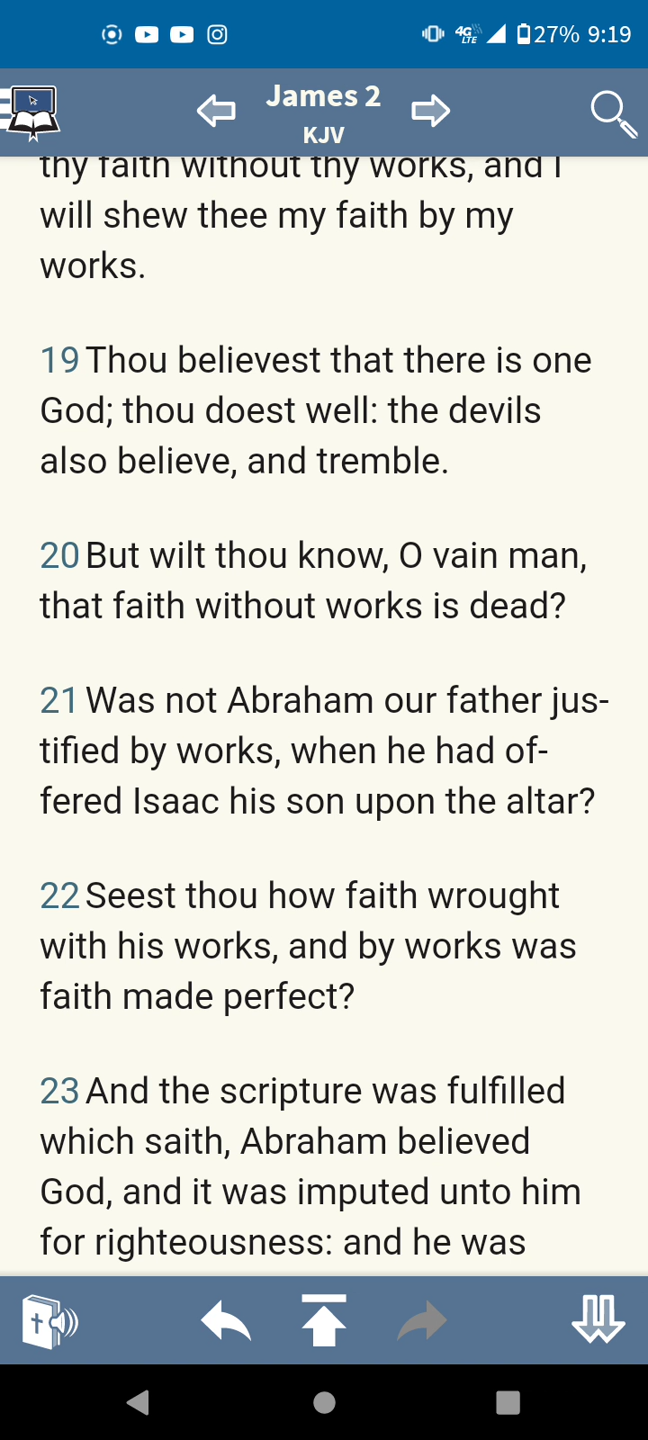 4G LTE 27% 9:19
James 2
KJV
thy faith without thy works, and I
will shew thee my faith by my
works.
19 Thou believest that there is one
God; thou doest well: the devils
also believe, and tremble.
20 But wilt thou know, O vain man,
that faith without works is dead?
21 Was not Abraham our father jus-
tified by works, when he had of-
fered Isaac his son upon the altar?
22 Seest thou how faith wrought
with his works, and by works was
faith made perfect?
23 And the scripture was fulfilled
which saith, Abraham believed
God, and it was imputed unto him
for righteousness: and he was